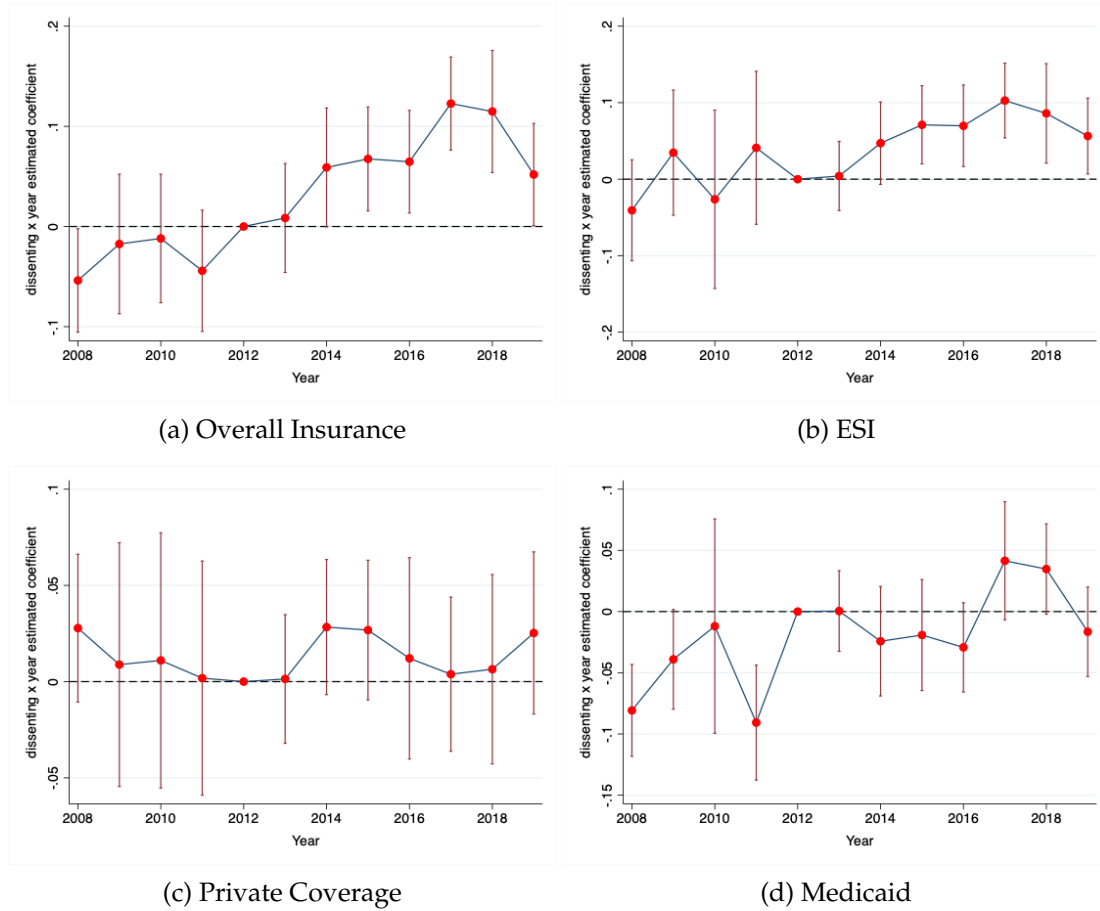 dissenting x year estimated coefficient
.2
.1
0
-.1
2008 2010 2012 2014 2016 2018
Year
(a) Overall Insurance
dissenting x year estimated coefficient
.2
.1
0
-.1
-.2
2008 2010 2012 2014 2016 2018
Year
(b) ESI
dissenting x year estimated coefficient
.1
.05
0
-.05
2008 2010 2012 2014 2016 2018
Year
(c) Private Coverage
dissenting x year estimated coefficient
.1
.05
0
-.05
-.1
-.15
2008 2010 2012 2014 2016 2018
Year
(d) Medicaid